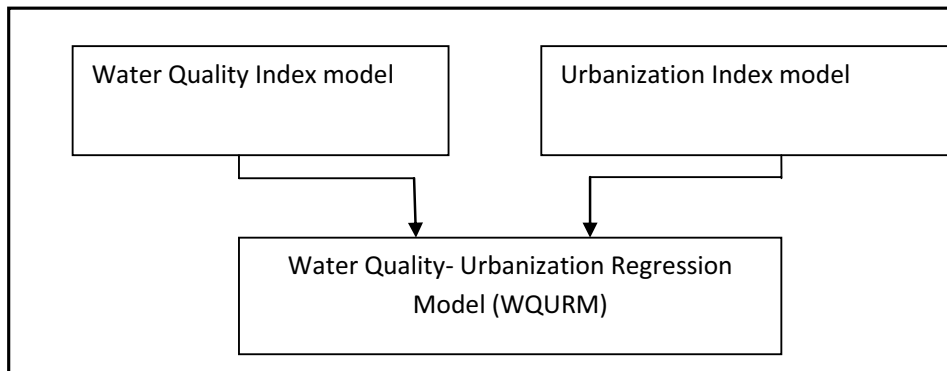 Water Quality Index model
Urbanization Index model
Water Quality- Urbanization Regression
Model (WQURM)